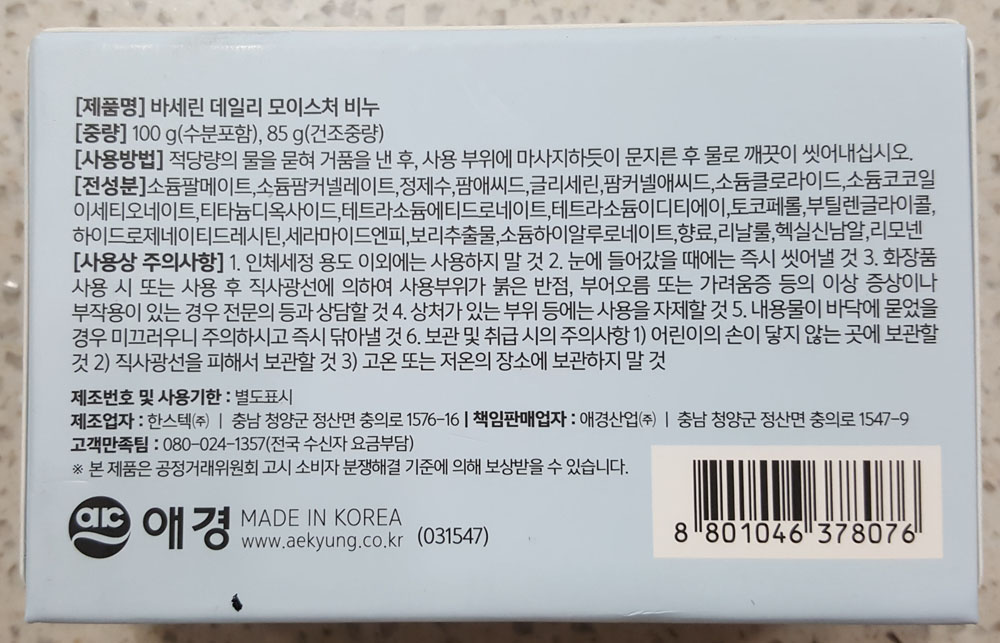 [제품명] 바세린 데일리 모이스처 비누
[중량] 100 g(수분포함), 85 g(건조중량)
[사용방법] 적당량의 물을 묻혀 거품을 낸 후, 사용 부위에 마사지하듯이 문지른 후 물로 깨끗이 씻어내십시오.
[전성분]소듐팔메이트,소듐팜커넬레이트,정제수,팜애씨드,글리세린,팜커넬애씨드,소듐클로라이드,소듐코코일
이세티오네이트,티타늄디옥사이드,테트라소듐에티드로네이트,테트라소듐이디티에이,토코페롤,부틸렌글라이콜,
하이드로제네이티드레시틴,세라마이드엔피,보리추출물,소듐하이알루로네이트,향료,리날룰,헥실신남알,리모넨
[사용상 주의사항] 1. 인체세정 용도 이외에는 사용하지 말 것 2. 눈에 들어갔을 때에는 즉시 씻어낼 것 3. 화장품
사용 시 또는 사용 후 직사광선에 의하여 사용부위가 붉은 반점, 부어오름 또는 가려움증 등의 이상 증상이나
부작용이 있는 경우 전문의 등과 상담할 것 4. 상처가 있는 부위 등에는 사용을 자제할 것 5. 내용물이 바닥에 묻었을
경우 미끄러우니 주의하시고 즉시 닦아낼 것 6. 보관 및 취급 시의 주의사항 1) 어린이의 손이 닿지 않는 곳에 보관할
것 2) 직사광선을 피해서 보관할 것 3) 고온 또는 저온의 장소에 보관하지 말 것
제조번호 및 사용기한 : 별도표시
제조업자 : 한스텍㈜ | 충남 청양군 정산면 충의로 1576-16 | 책임판매업자 : 애경산업㈜ | 충남 청양군 정산면 충의로 1547-9
고객만족팀 : 080-024-1357(전국 수신자 요금부담)
※ 본 제품은 공정거래위원회 고시 소비자 분쟁해결 기준에 의해 보상받을 수 있습니다.
aic 애경 MADE IN KOREA
www.aekyung.co.kr (031547)
8 801046 378076